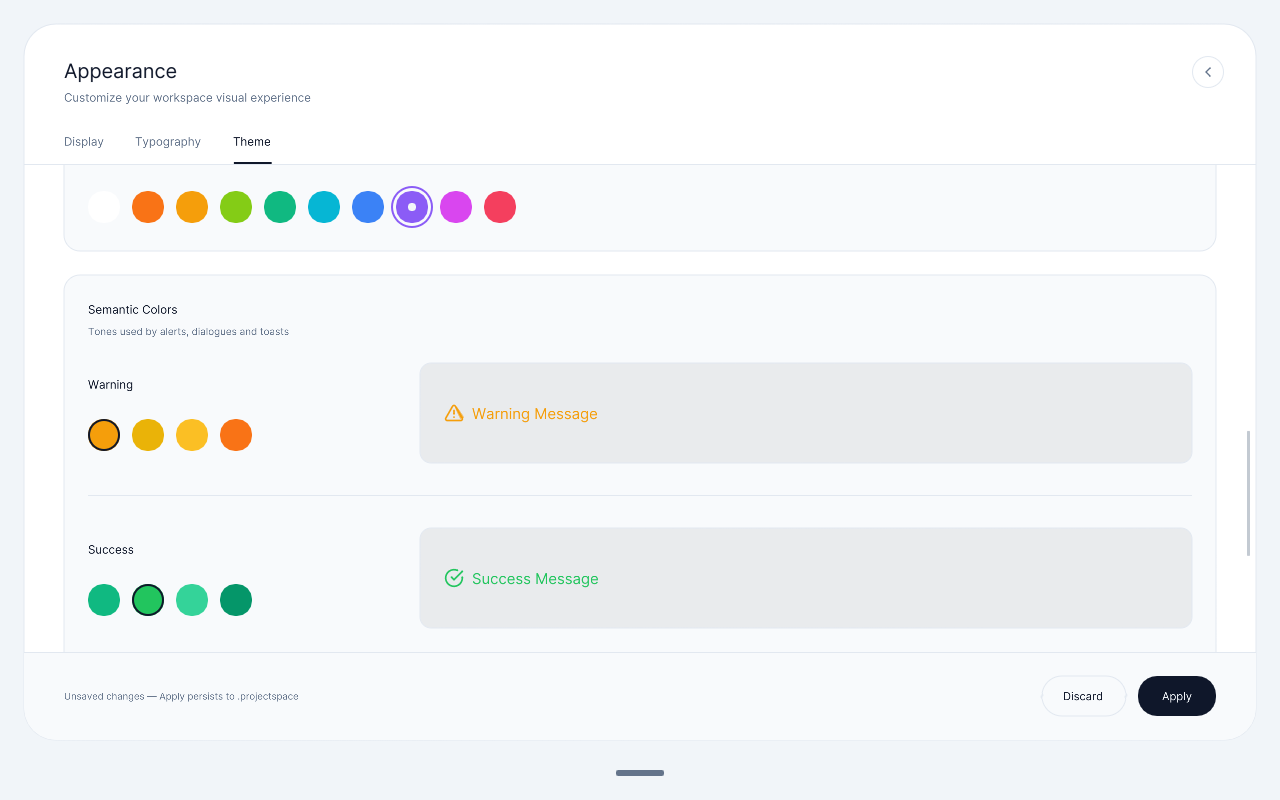 Appearance
Customize your workspace visual experience
Display
Typography
Theme
Semantic Colors
Tones used by alerts, dialogues and toasts
Warning
Warning Message
Success
Success Message
Unsaved changes — Apply persists to .projectspace
Discard
Apply